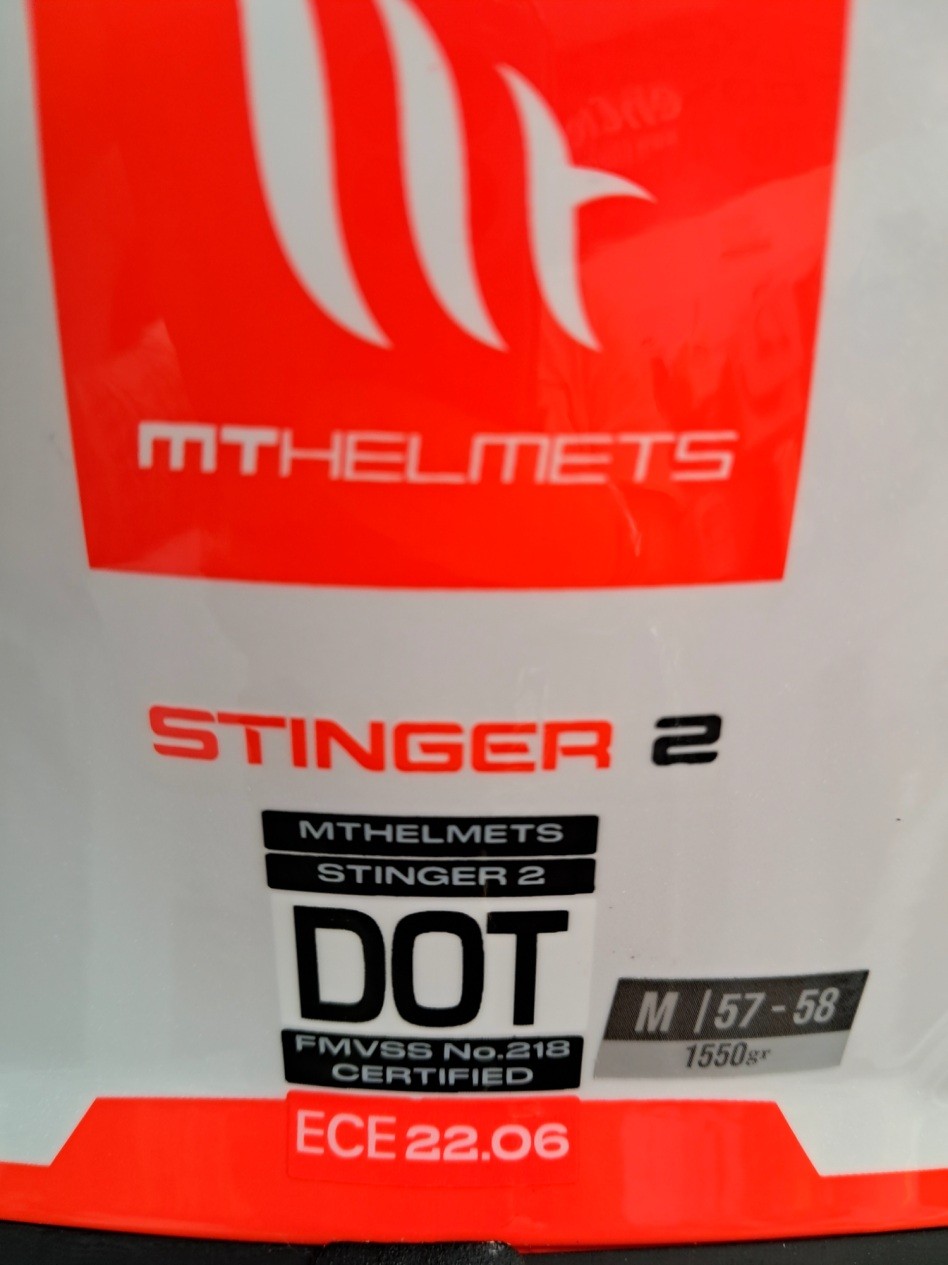 MTHELMETS
STINGER 2
MTHELMETS
STINGER 2
DOT
FMVSS No.218
CERTIFIED
M | 57 - 58
1550gr
ECE 22.06